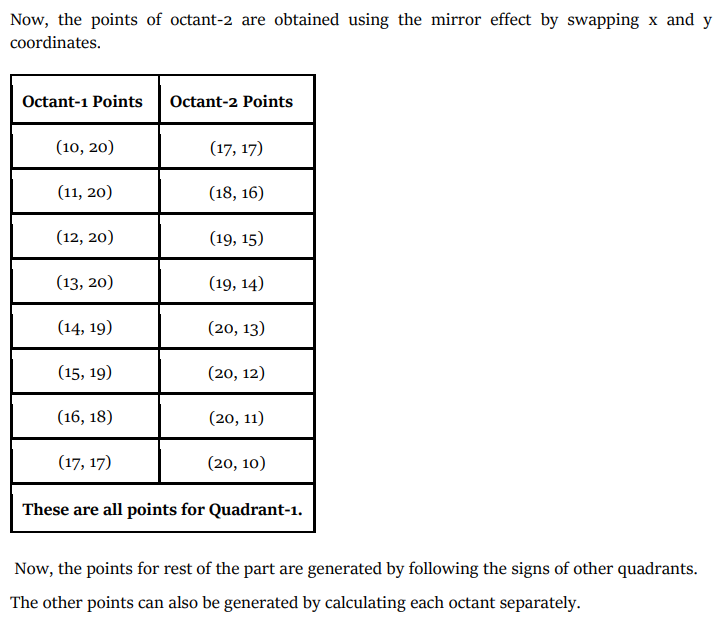 Now, the points of octant-2 are obtained using the mirror effect by swapping x and y
coordinates.
Octant-1 Points Octant-2 Points
(10, 20) (17, 17)
(11, 20) (18, 16)
(12, 20) (19, 15)
(13, 20) (19, 14)
(14, 19) (20, 13)
(15, 19) (20, 12)
(16, 18) (20, 11)
(17, 17) (20, 10)
These are all points for Quadrant-1.
Now, the points for rest of the part are generated by following the signs of other quadrants.
The other points can also be generated by calculating each octant separately.